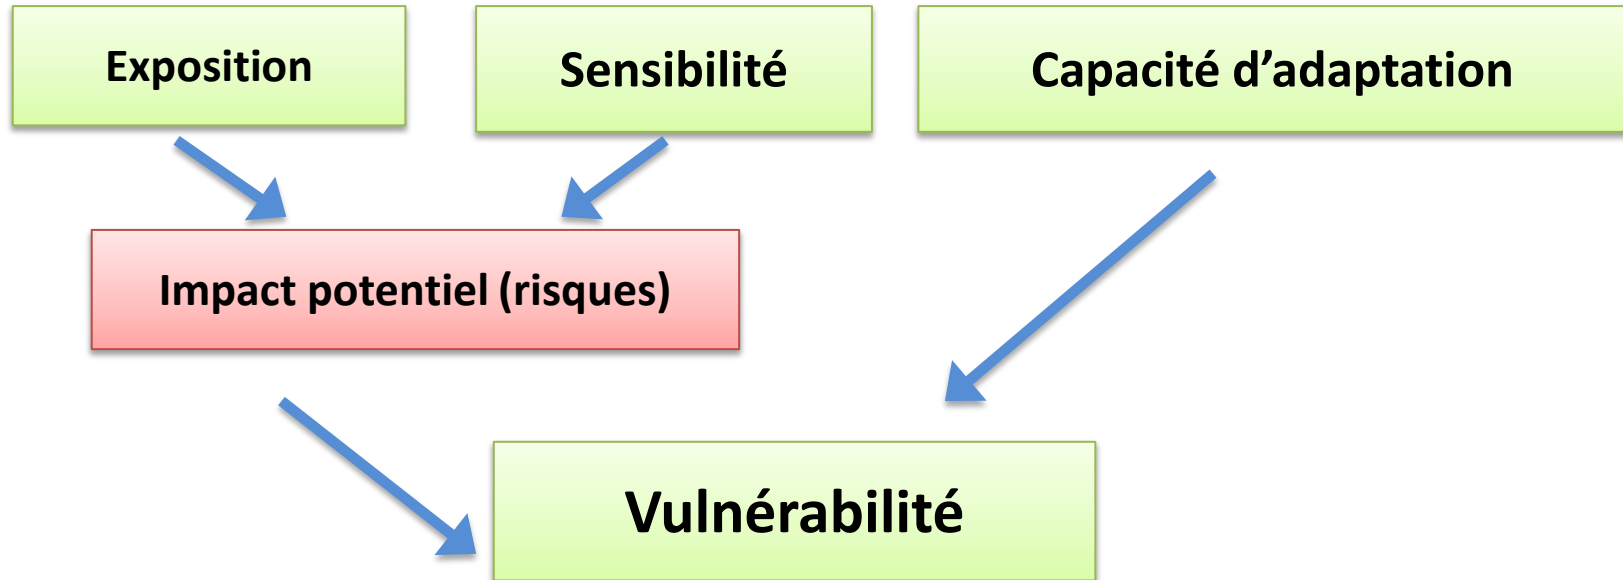 Exposition
Sensibilité
Capacité d’adaptation
Impact potentiel (risques)
Vulnérabilité